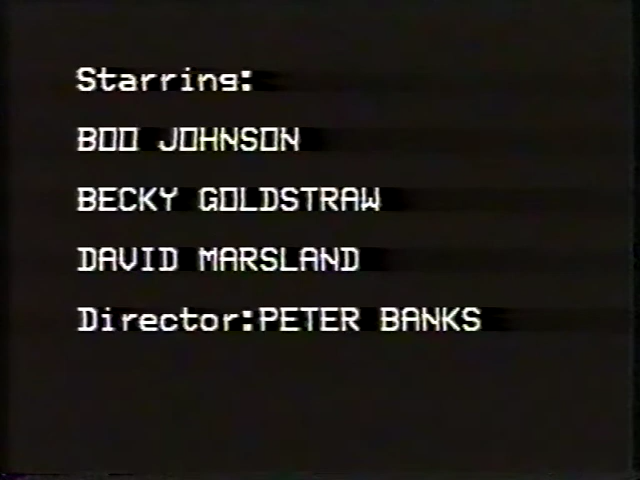 Starring:
BOO JOHNSON
BECKY GOLDSTRAW
DAVID MARSLAND
Director:PETER BANKS